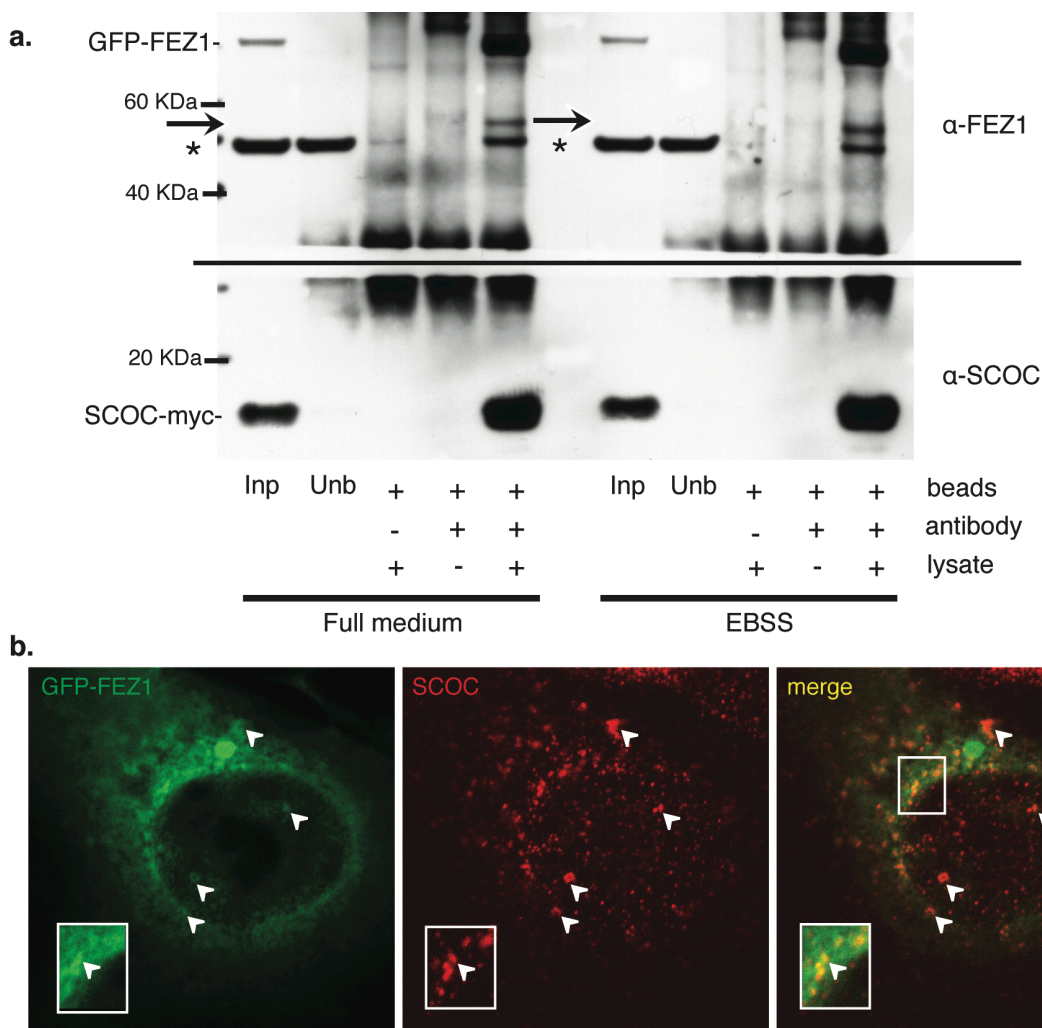 a.
GFP-FEZ1-
60 KDa
*
*
40 KDa
α-FEZ1
20 KDa
α-SCOC
SCOC-myc-
Inp Unb + + + Inp Unb + + + beads
- + + - + + antibody
+ - + + - + lysate
Full medium EBSS
b.
GFP-FEZ1 SCOC merge